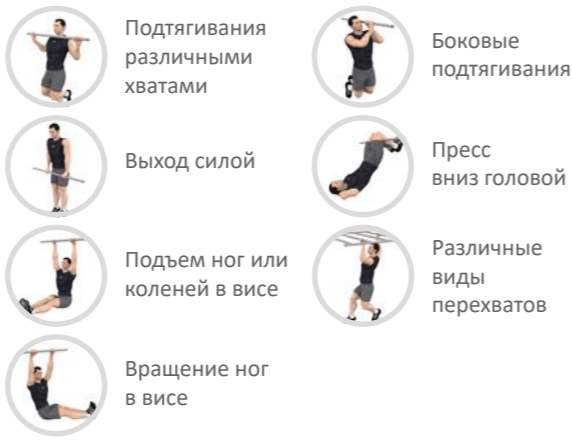 Подтягивания
различными
хватами
Боковые
подтягивания
Выход силой
Пресс
вниз головой
Подъем ног или
коленей в висе
Различные
виды
перехватов
Вращение ног
в висе